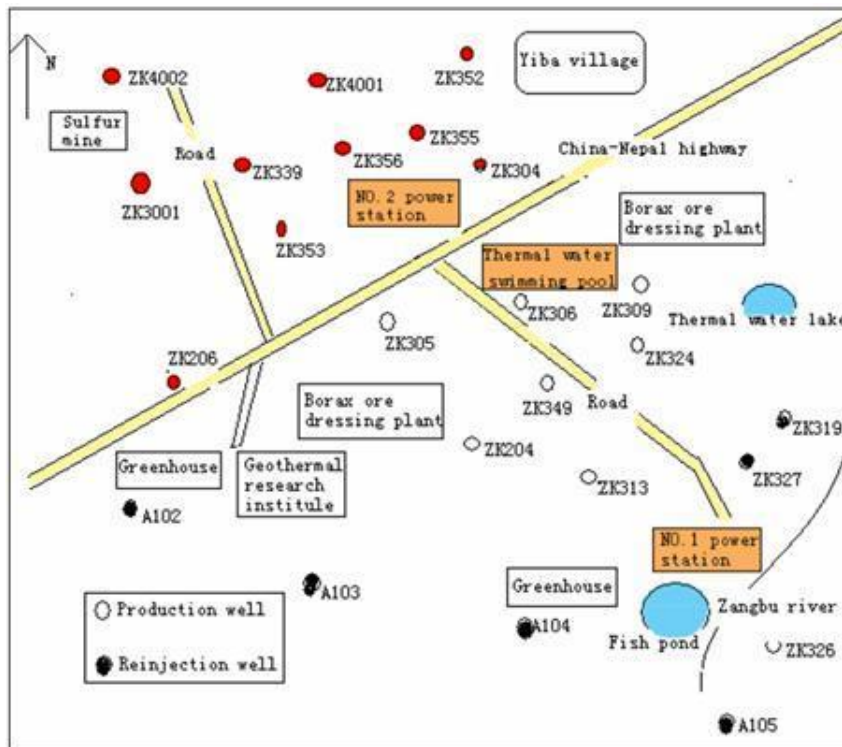 N
ZK4002
ZK4001
ZK352
Yiba village
Sulfur
mine
Road
ZK339
ZK356
ZK355
ZK304
China-Nepal highway
ZK3001
ZK353
NO.2 power
station
Borax ore
dressing plant
Thermal water
swimming pool
ZK306
ZK309
Thermal water lake
ZK305
ZK324
ZK206
Borax ore
dressing plant
ZK349
Road
ZK319
ZK204
Greenhouse
Geothermal
research
institule
ZK313
ZK327
A102
NO.1 power
station
A103
Greenhouse
Production well
A104
Zangbu river
Fish pond
ZK326
Reinjection well
A105